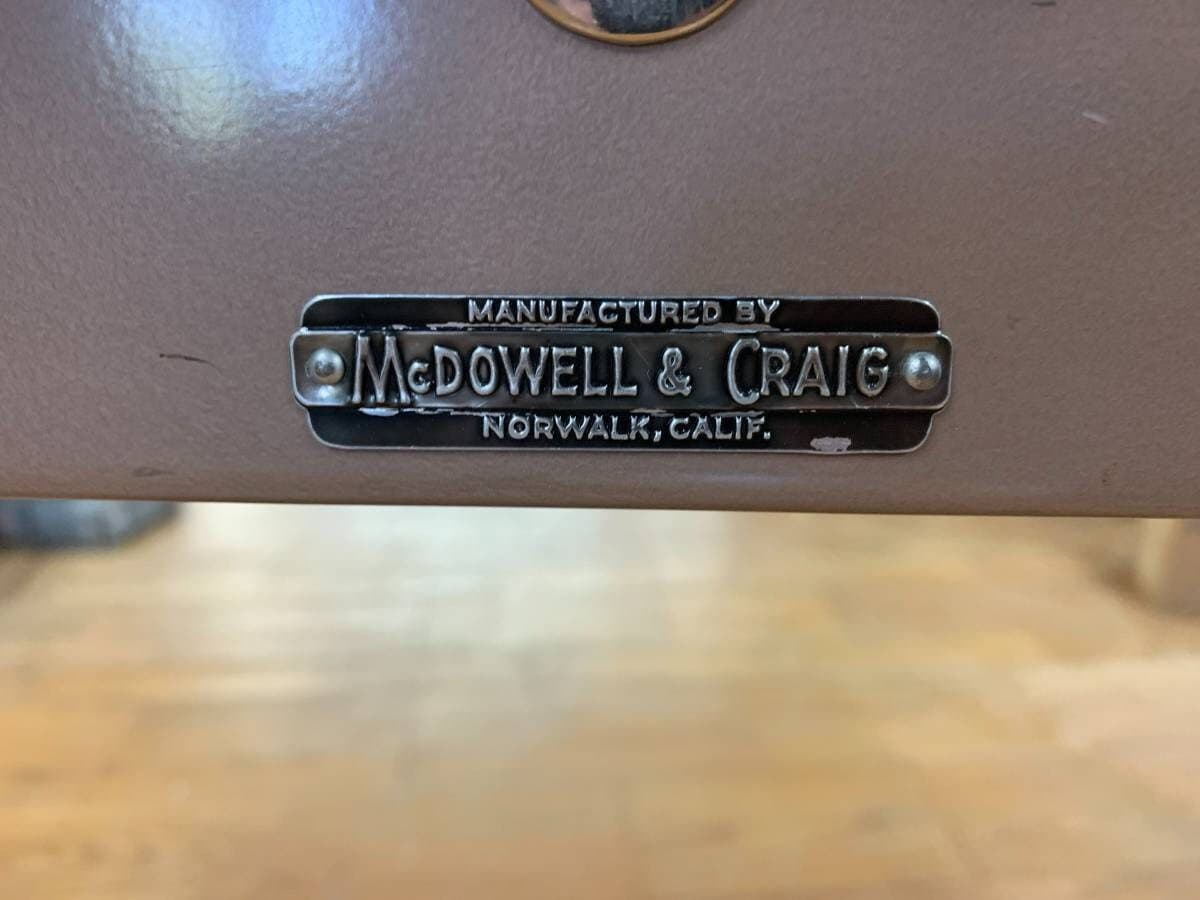 MANUFACTURED BY
McDOWELL & CRAIG
NORWALK, CALIF.